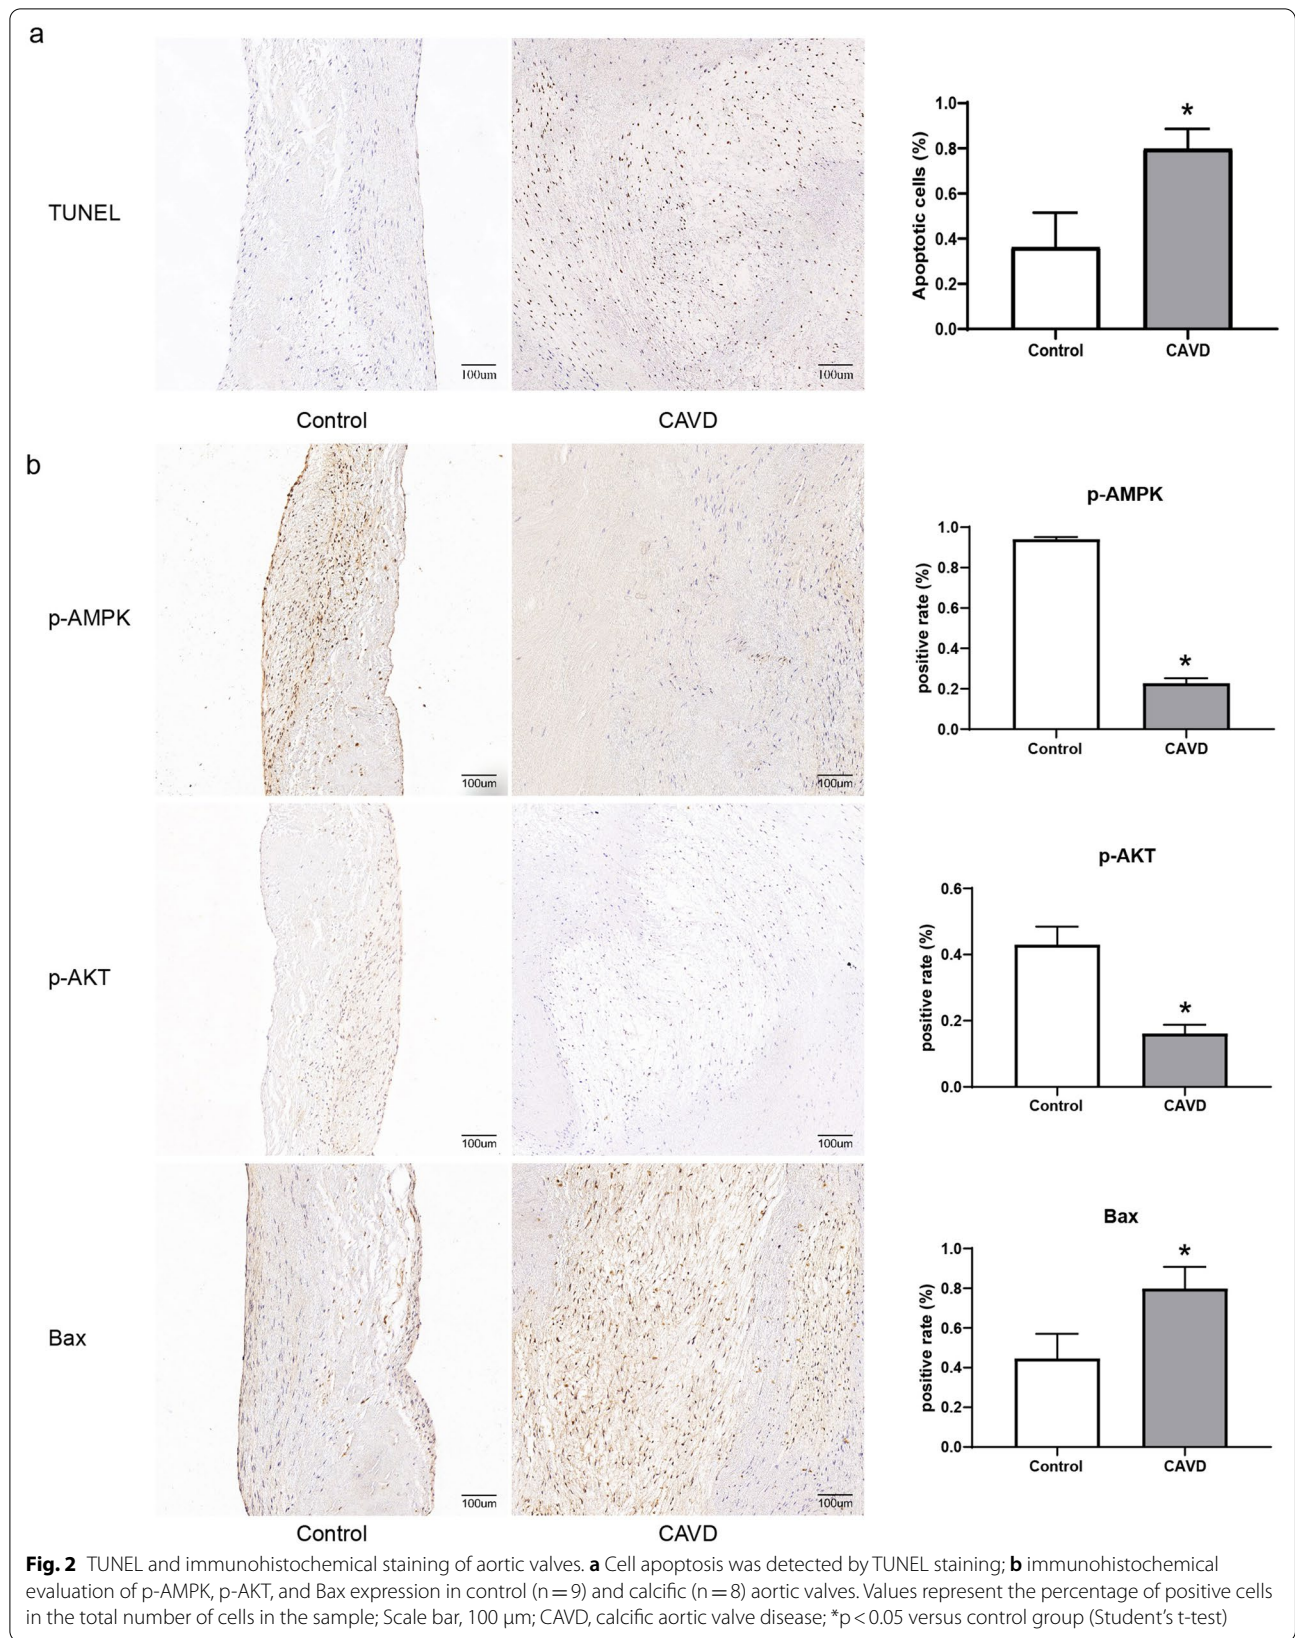 a
TUNEL
100um
100um
Apoptotic cells (%)
1.0
0.8
0.6
0.4
0.2
0.0
*
Control
CAVD
Control
CAVD
b
p-AMPK
100um
100um
p-AMPK
positive rate (%)
1.0
0.8
0.6
0.4
0.2
0.0
*
Control
CAVD
p-AKT
100um
100um
p-AKT
positive rate (%)
0.6
0.4
0.2
0.0
*
Control
CAVD
Bax
100um
100um
Bax
positive rate (%)
1.0
0.8
0.6
0.4
0.2
0.0
*
Control
CAVD
Control
CAVD
Fig. 2 TUNEL and immunohistochemical staining of aortic valves. a Cell apoptosis was detected by TUNEL staining; b immunohistochemical
evaluation of p-AMPK, p-AKT, and Bax expression in control (n = 9) and calcific (n = 8) aortic valves. Values represent the percentage of positive cells
in the total number of cells in the sample; Scale bar, 100 μm; CAVD, calcific aortic valve disease; *p < 0.05 versus control group (Student's t-test)